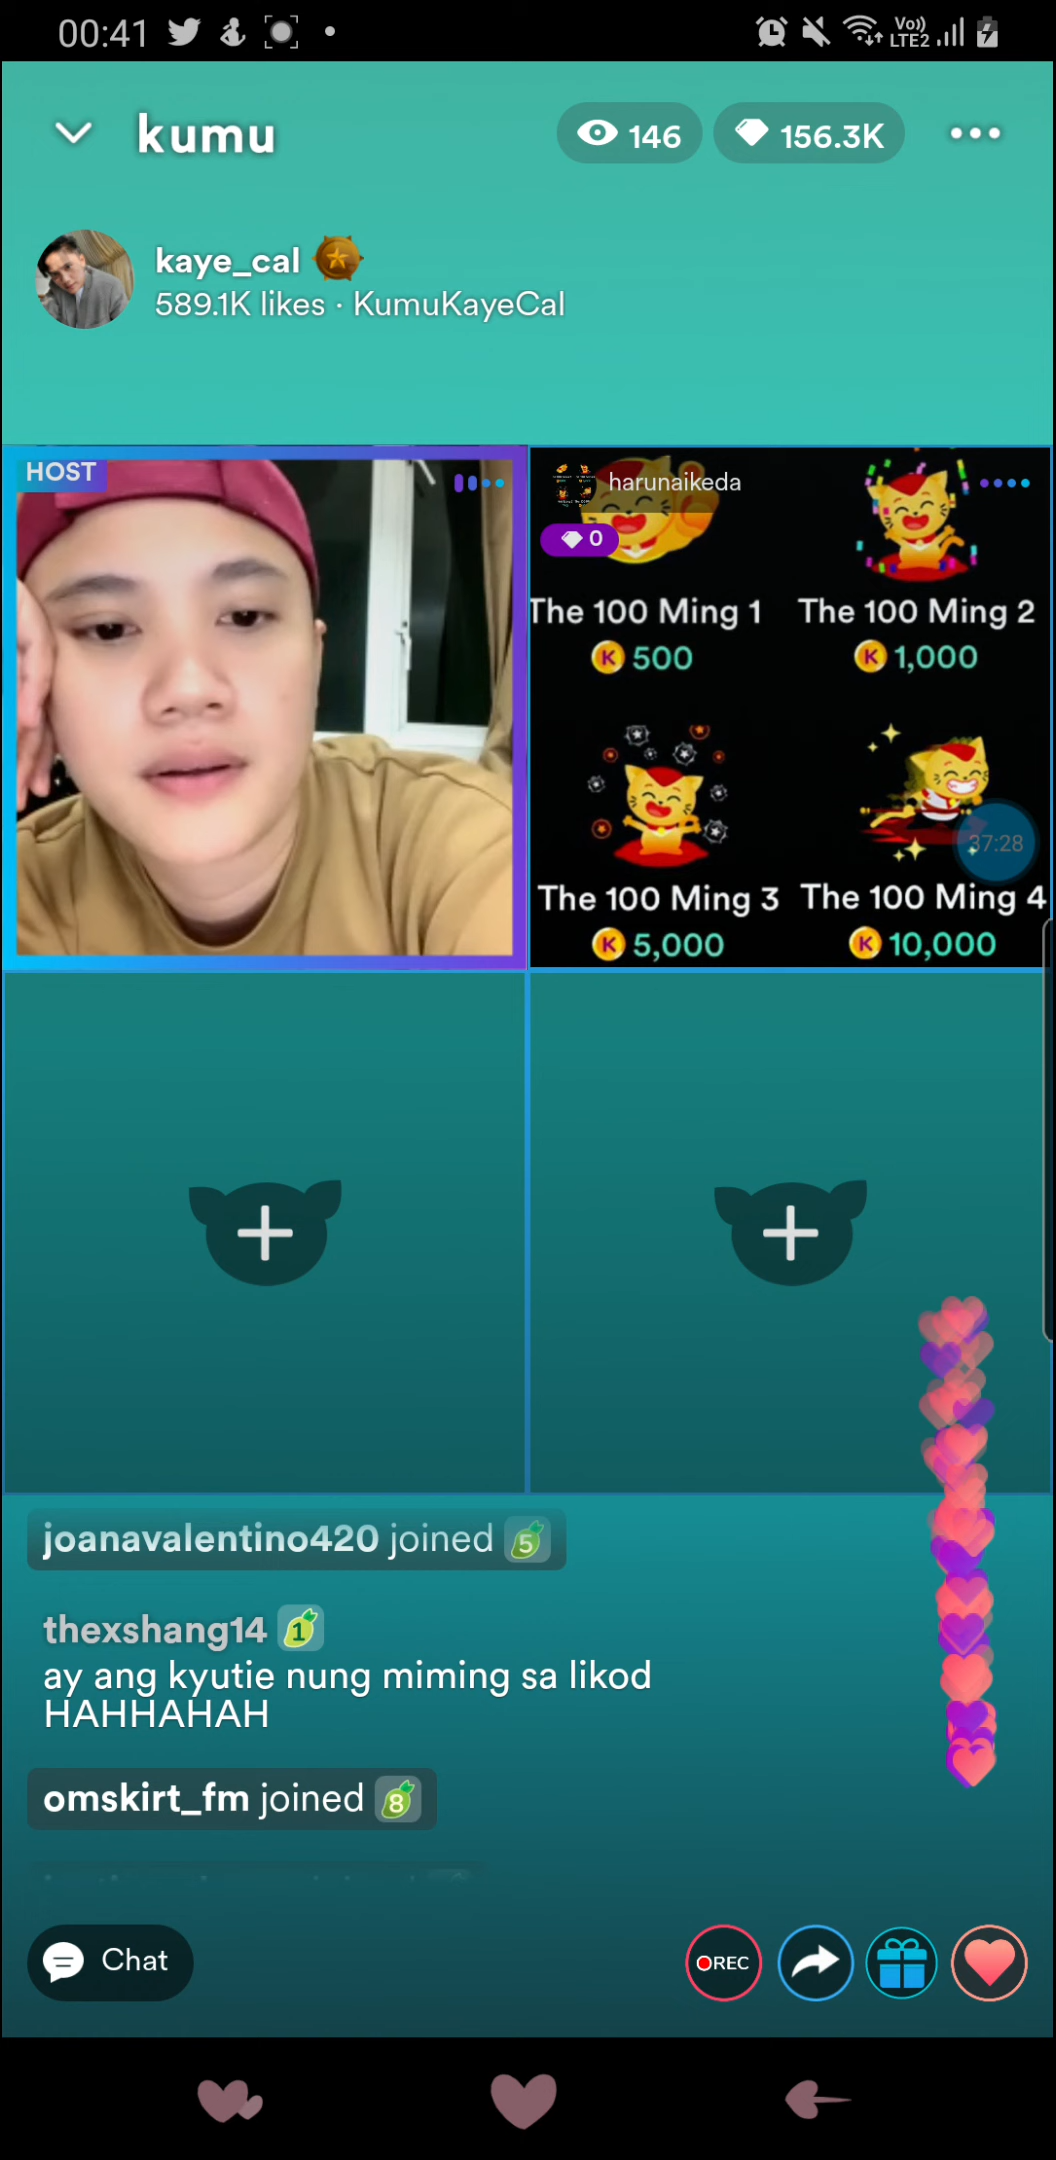 00:41
Vo))
LTE2
kumu
146
156.3K
kaye_cal
589.1K likes · KumuKayeCal
HOST
harunaikeda
0
The 100 Ming 1
The 100 Ming 2
K 500
K 1,000
37:28
The 100 Ming 3
The 100 Ming 4
K 5,000
K 10,000
joanavalentino420 joined 5
thexshang14 1
ay ang kyutie nung miming sa likod
HAHHAHAH
omskirt_fm joined 8
Chat
REC